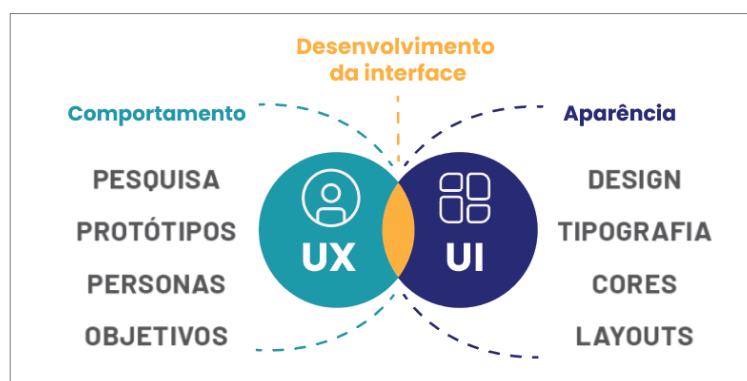 Desenvolvimento
da interface
Comportamento
Aparência
PESQUISA
PROTÓTIPOS
PERSONAS
OBJETIVOS
UX
UI
DESIGN
TIPOGRAFIA
CORES
LAYOUTS